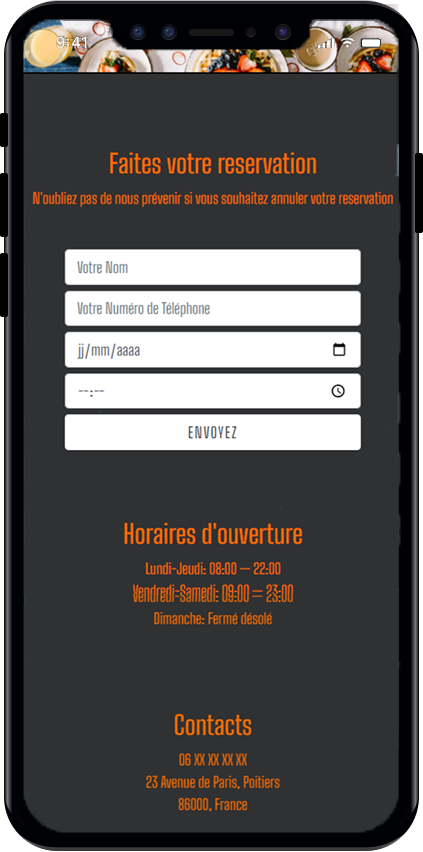 9:41
Faites votre reservation
N'oubliez pas de nous prévenir si vous souhaitez annuler votre reservation
Votre Nom
Votre Numéro de Téléphone
jj/mm/aaaa
--:--
ENVOYEZ
Horaires d'ouverture
Lundi-Jeudi: 08:00 — 22:00
Vendredi-Samedi: 09:00 — 23:00
Dimanche: Fermé désolé
Contacts
06 XX XX XX XX
23 Avenue de Paris, Poitiers
86000, France